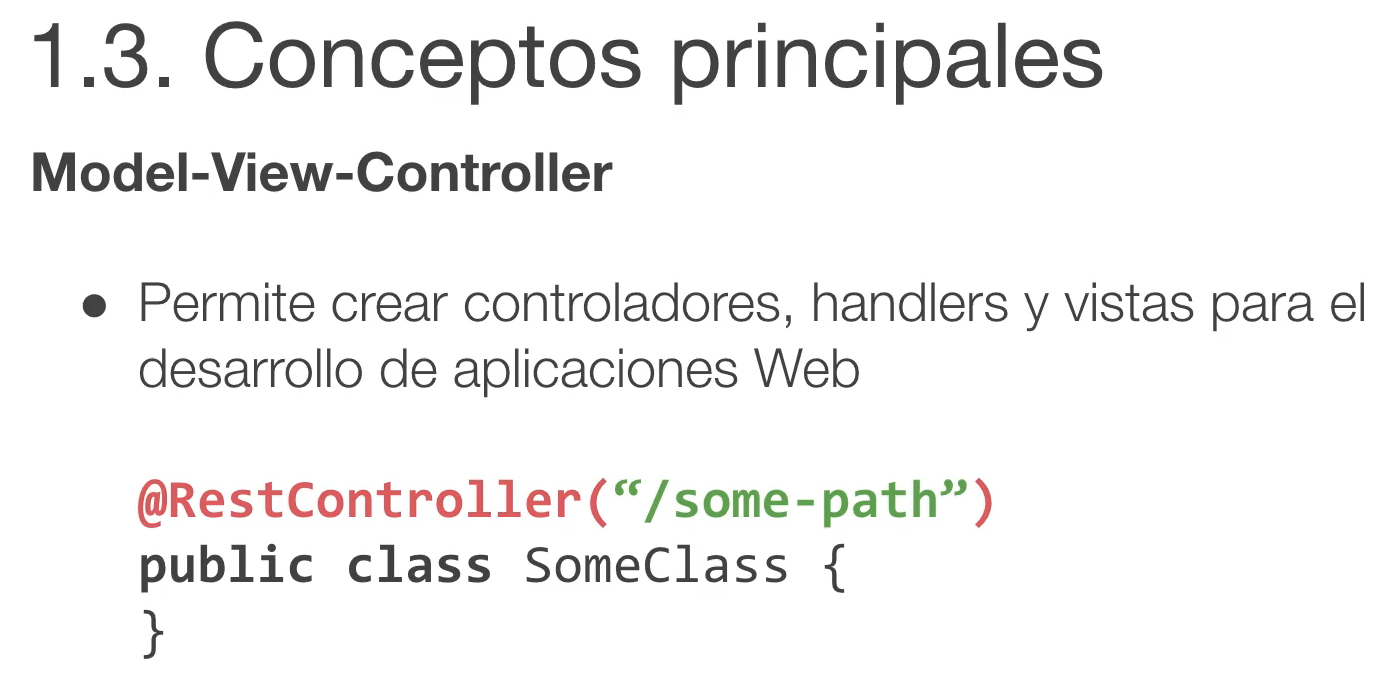 1.3. Conceptos principales
Model-View-Controller
● Permite crear controladores, handlers y vistas para el
desarrollo de aplicaciones Web
@RestController(“/some-path”)
public class SomeClass {
}